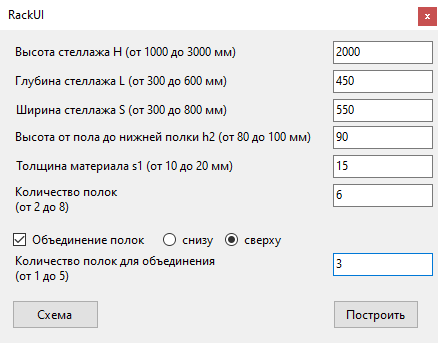 RackUI
x
Высота стеллажа H (от 1000 до 3000 мм) 2000
Глубина стеллажа L (от 300 до 600 мм) 450
Ширина стеллажа S (от 300 до 800 мм) 550
Высота от пола до нижней полки h2 (от 80 до 100 мм) 90
Толщина материала s1 (от 10 до 20 мм) 15
Количество полок
(от 2 до 8)
6
Объединение полок снизу сверху
Количество полок для объединения
(от 1 до 5)
3
Схема Построить